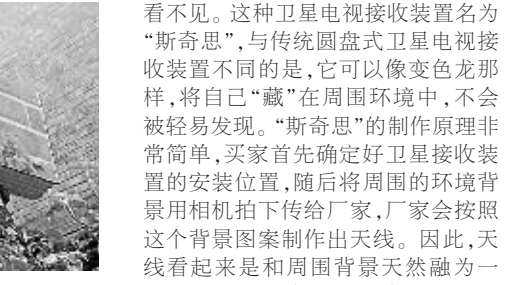 看不见。这种卫星电视接收装置名为
“斯奇思”,与传统圆盘式卫星电视接
收装置不同的是,它可以像变色龙那
样,将自己“藏”在周围环境中,不会
被轻易发现。“斯奇思”的制作原理非
常简单,买家首先确定好卫星接收装
置的安装位置,随后将周围的环境背
景用相机拍下传给厂家,厂家会按照
这个背景图案制作出天线。因此,天
线看起来是和周围背景天然融为一